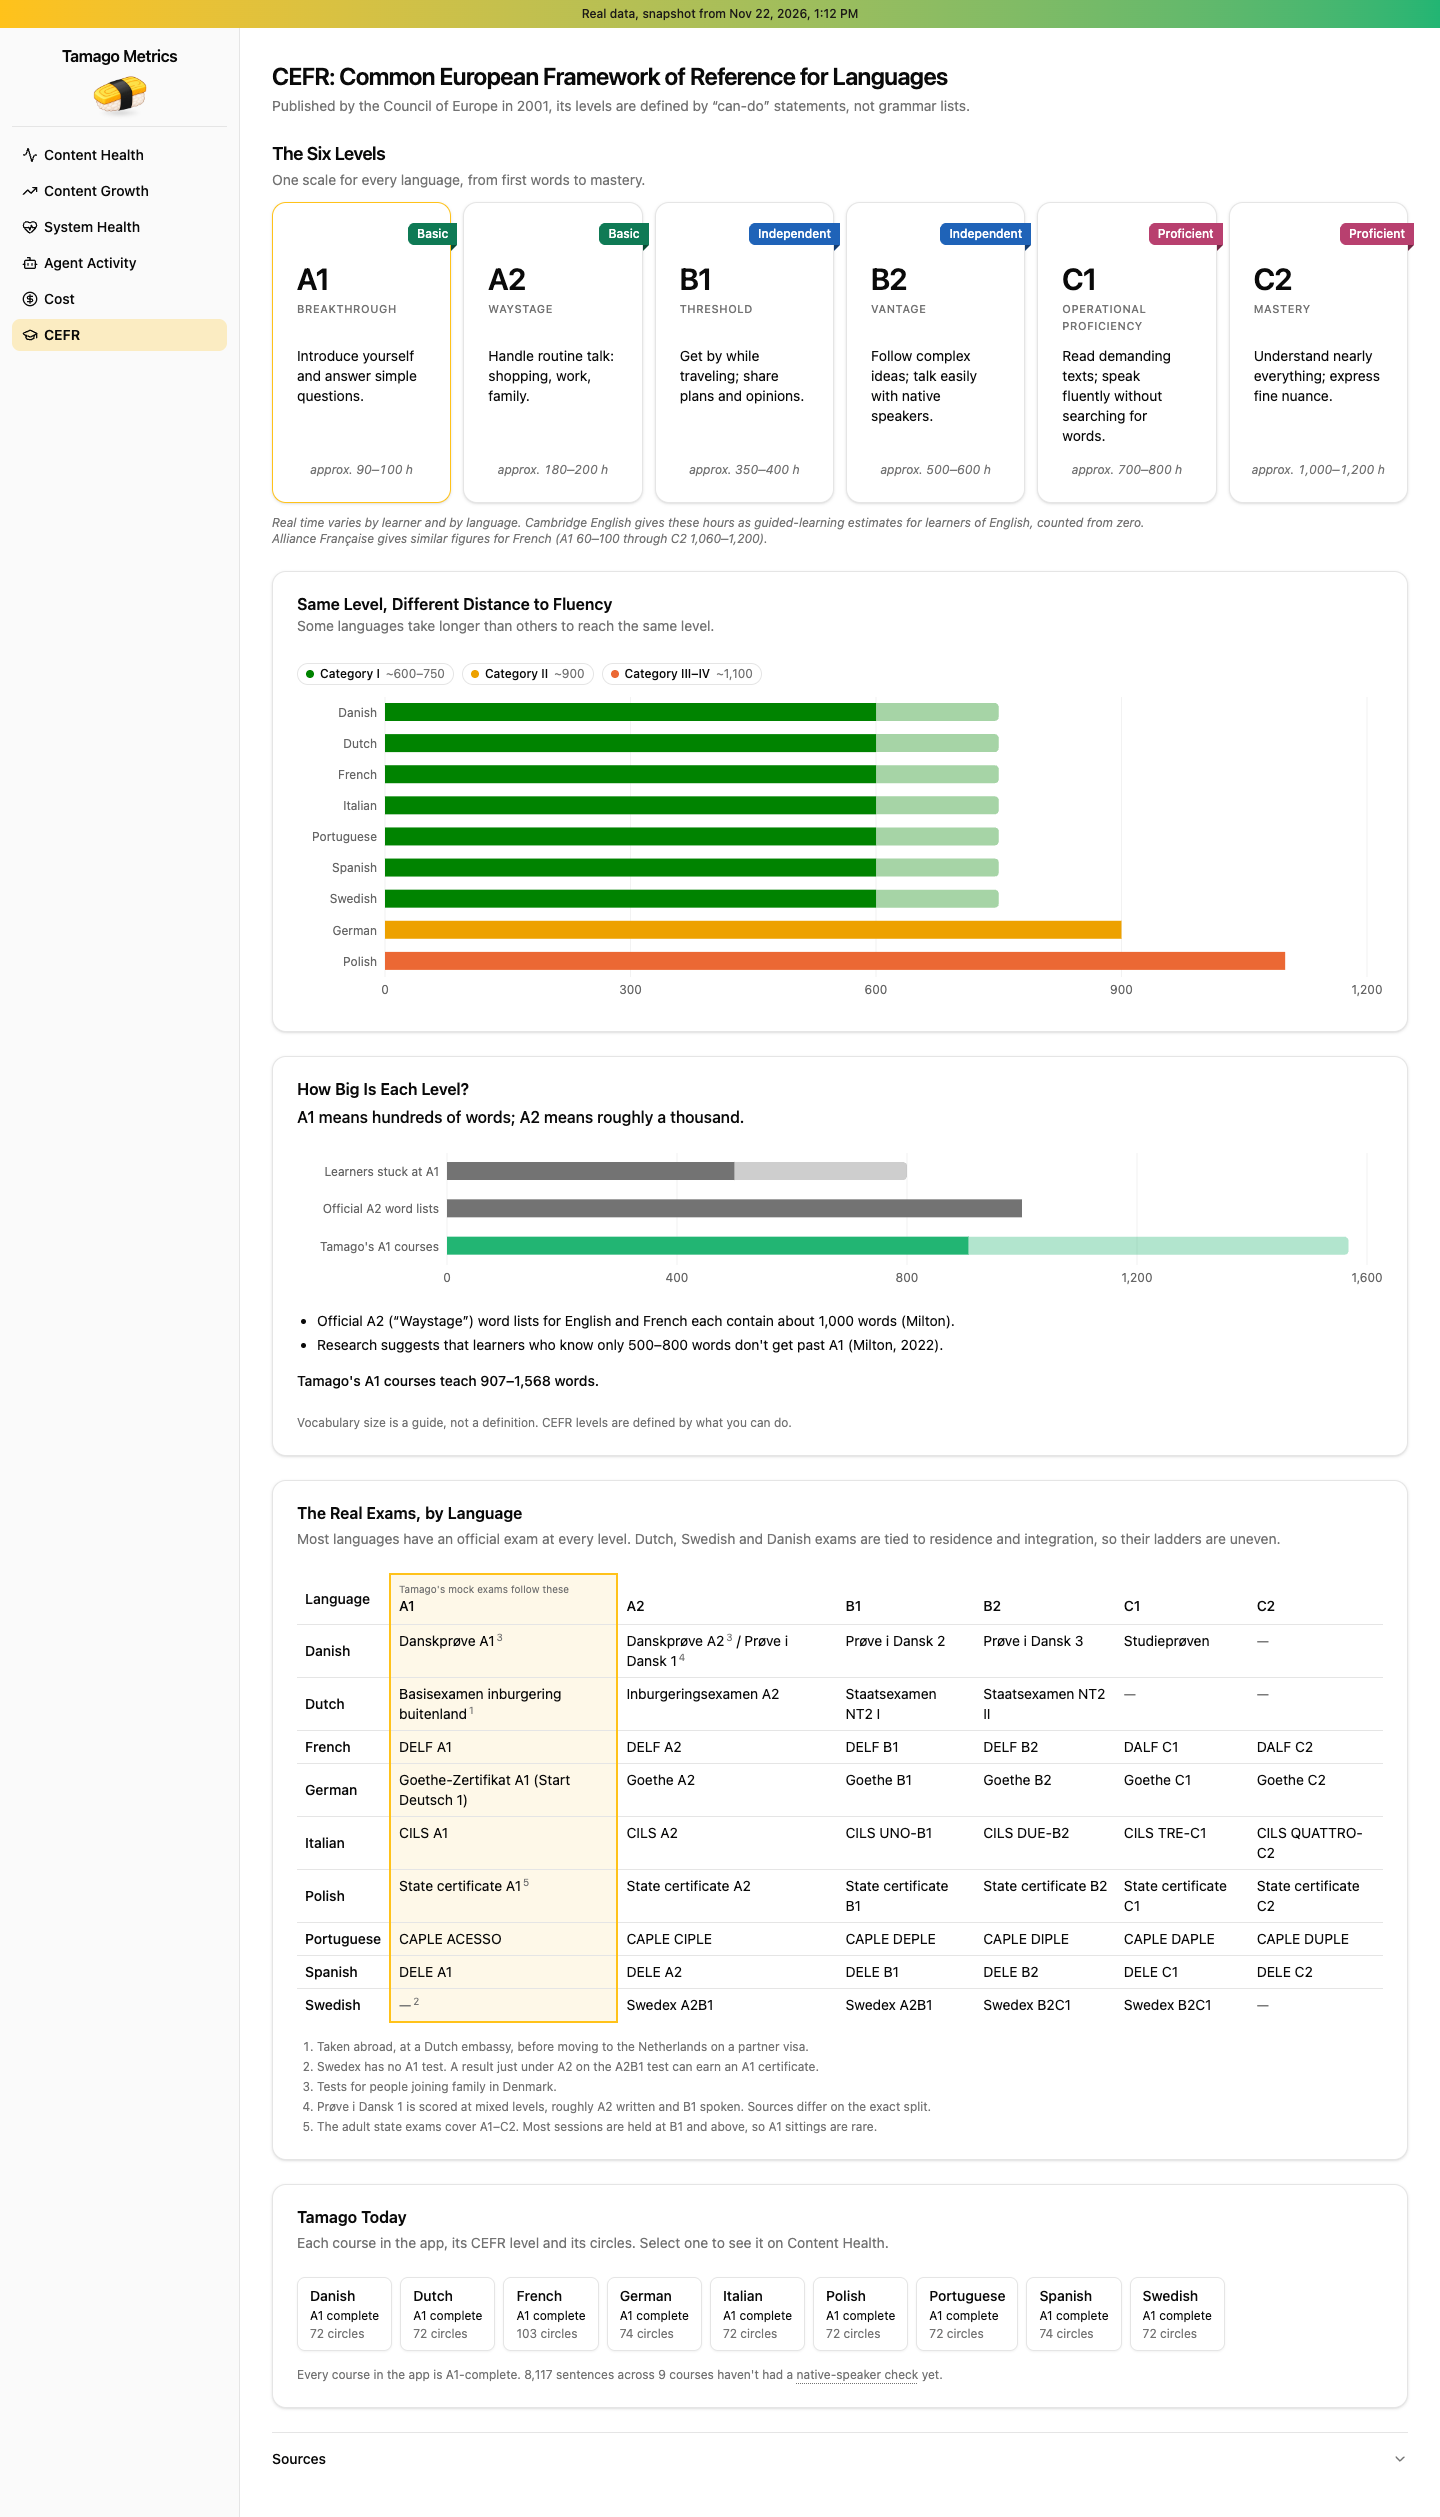 Real data, snapshot from Nov 22, 2026, 1:12 PM
Tamago Metrics
Content Health
Content Growth
System Health
Agent Activity
Cost
CEFR
CEFR: Common European Framework of Reference for Languages
Published by the Council of Europe in 2001, its levels are defined by “can-do” statements, not grammar lists.
The Six Levels
One scale for every language, from first words to mastery.
Basic
A1
BREAKTHROUGH
Introduce yourself
and answer simple
questions.
approx. 90–100 h
Basic
A2
WAYSTAGE
Handle routine talk:
shopping, work,
family.
approx. 180–200 h
Independent
B1
THRESHOLD
Get by while
traveling; share
plans and opinions.
approx. 350–400 h
Independent
B2
VANTAGE
Follow complex
ideas; talk easily
with native
speakers.
approx. 500–600 h
Proficient
C1
OPERATIONAL
PROFICIENCY
Read demanding
texts; speak
fluently without
searching for
words.
approx. 700–800 h
Proficient
C2
MASTERY
Understand nearly
everything; express
fine nuance.
approx. 1,000–1,200 h
Real time varies by learner and by language. Cambridge English gives these hours as guided-learning estimates for learners of English, counted from zero.
Alliance Française gives similar figures for French (A1 60–100 through C2 1,060–1,200).
Same Level, Different Distance to Fluency
Some languages take longer than others to reach the same level.
Category I ~600–750
Category II ~900
Category III–IV ~1,100
Danish
Dutch
French
Italian
Portuguese
Spanish
Swedish
German
Polish
0 300 600 900 1,200
How Big Is Each Level?
A1 means hundreds of words; A2 means roughly a thousand.
Learners stuck at A1
Official A2 word lists
Tamago's A1 courses
0 400 800 1,200 1,600
• Official A2 (“Waystage”) word lists for English and French each contain about 1,000 words (Milton).
• Research suggests that learners who know only 500–800 words don't get past A1 (Milton, 2022).
Tamago's A1 courses teach 907–1,568 words.
Vocabulary size is a guide, not a definition. CEFR levels are defined by what you can do.
The Real Exams, by Language
Most languages have an official exam at every level. Dutch, Swedish and Danish exams are tied to residence and integration, so their ladders are uneven.
Tamago's mock exams follow these
Language A1 A2 B1 B2 C1 C2
Danish Danskprøve A1 3 Danskprøve A2 3 / Prøve i Dansk 1 4 Prøve i Dansk 2 Prøve i Dansk 3 Studieprøven —
Dutch Basisexamen inburgering buitenland 1 Inburgeringsexamen A2 Staatsexamen NT2 I Staatsexamen NT2 II — —
French DELF A1 DELF A2 DELF B1 DELF B2 DALF C1 DALF C2
German Goethe-Zertifikat A1 (Start Deutsch 1) Goethe A2 Goethe B1 Goethe B2 Goethe C1 Goethe C2
Italian CILS A1 CILS A2 CILS UNO-B1 CILS DUE-B2 CILS TRE-C1 CILS QUATTRO-C2
Polish State certificate A1 5 State certificate A2 State certificate B1 State certificate B2 State certificate C1 State certificate C2
Portuguese CAPLE ACESSO CAPLE CIPLE CAPLE DEPLE CAPLE DIPLE CAPLE DAPLE CAPLE DUPLE
Spanish DELE A1 DELE A2 DELE B1 DELE B2 DELE C1 DELE C2
Swedish — 2 Swedex A2B1 Swedex A2B1 Swedex B2C1 Swedex B2C1 —
1. Taken abroad, at a Dutch embassy, before moving to the Netherlands on a partner visa.
2. Swedex has no A1 test. A result just under A2 on the A2B1 test can earn an A1 certificate.
3. Tests for people joining family in Denmark.
4. Prøve i Dansk 1 is scored at mixed levels, roughly A2 written and B1 spoken. Sources differ on the exact split.
5. The adult state exams cover A1–C2. Most sessions are held at B1 and above, so A1 sittings are rare.
Tamago Today
Each course in the app, its CEFR level and its circles. Select one to see it on Content Health.
Danish
A1 complete
72 circles
Dutch
A1 complete
72 circles
French
A1 complete
103 circles
German
A1 complete
74 circles
Italian
A1 complete
72 circles
Polish
A1 complete
72 circles
Portuguese
A1 complete
72 circles
Spanish
A1 complete
74 circles
Swedish
A1 complete
72 circles
Every course in the app is A1-complete. 8,117 sentences across 9 courses haven't had a native-speaker check yet.
Sources